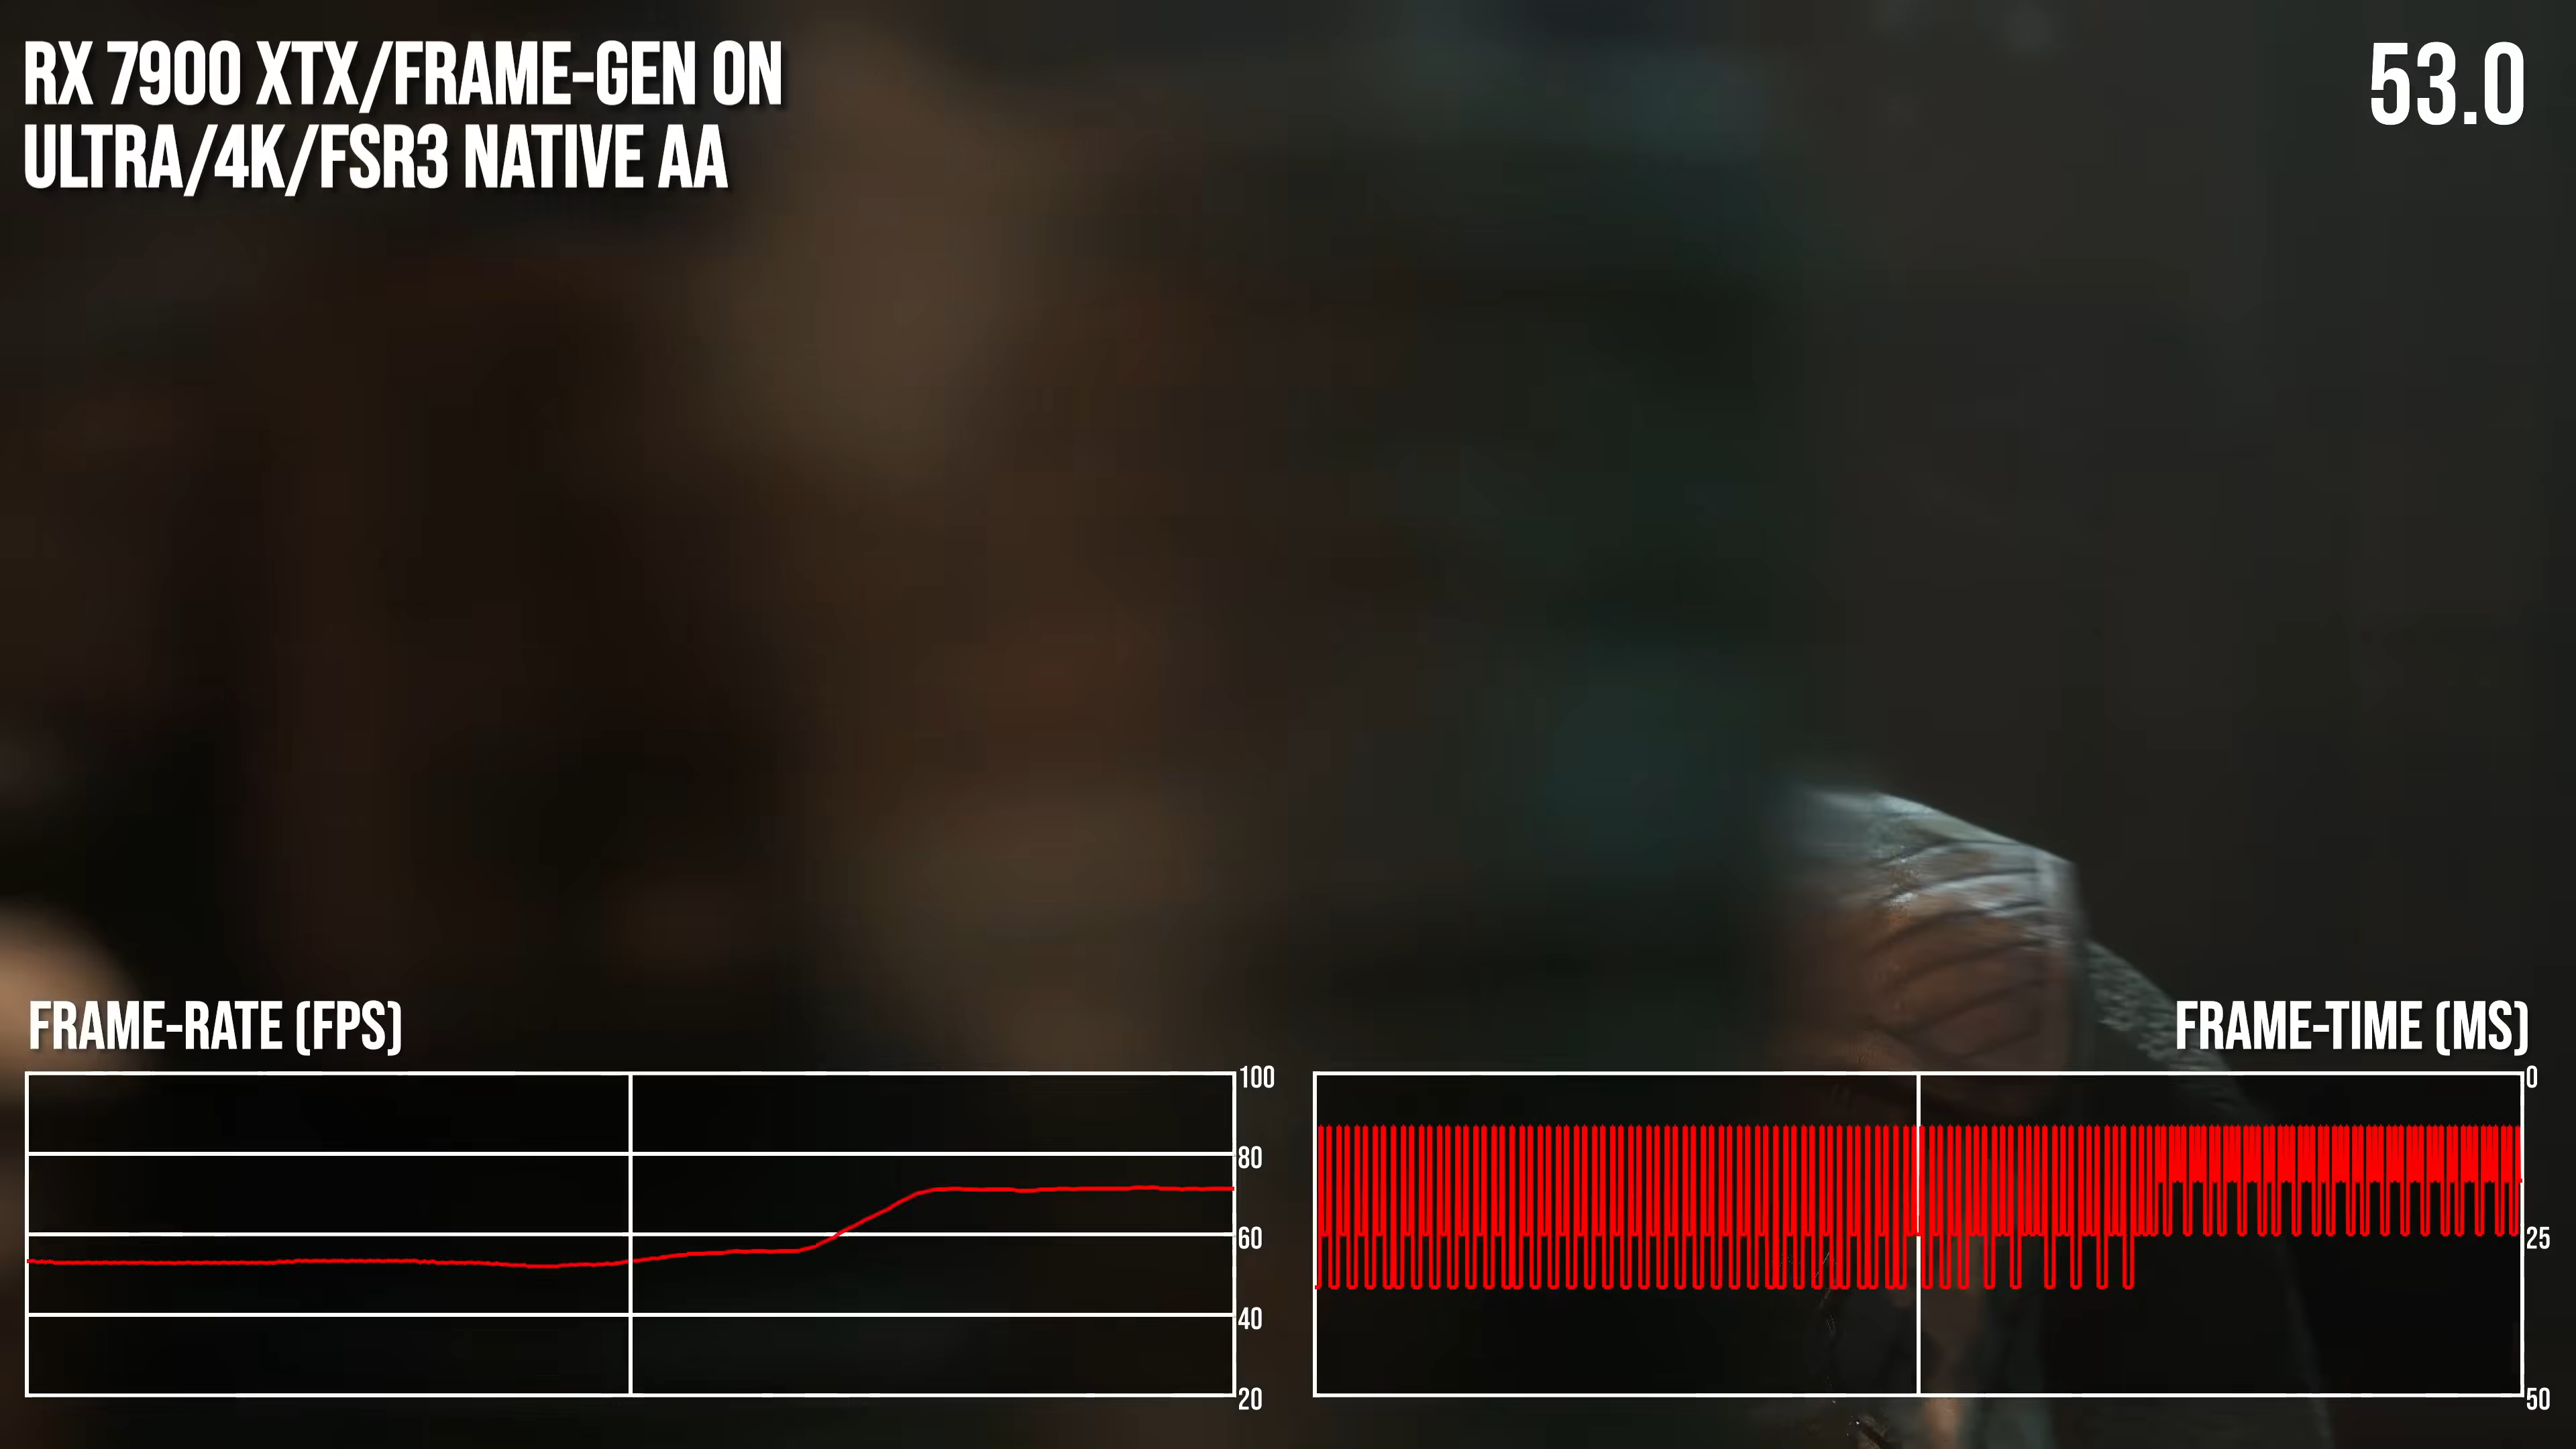 RX 7900 XTX/FRAME-GEN ON
ULTRA/4K/FSR3 NATIVE AA
53.0
FRAME-RATE (FPS)
100
80
60
40
20
FRAME-TIME (MS)
0
25
50